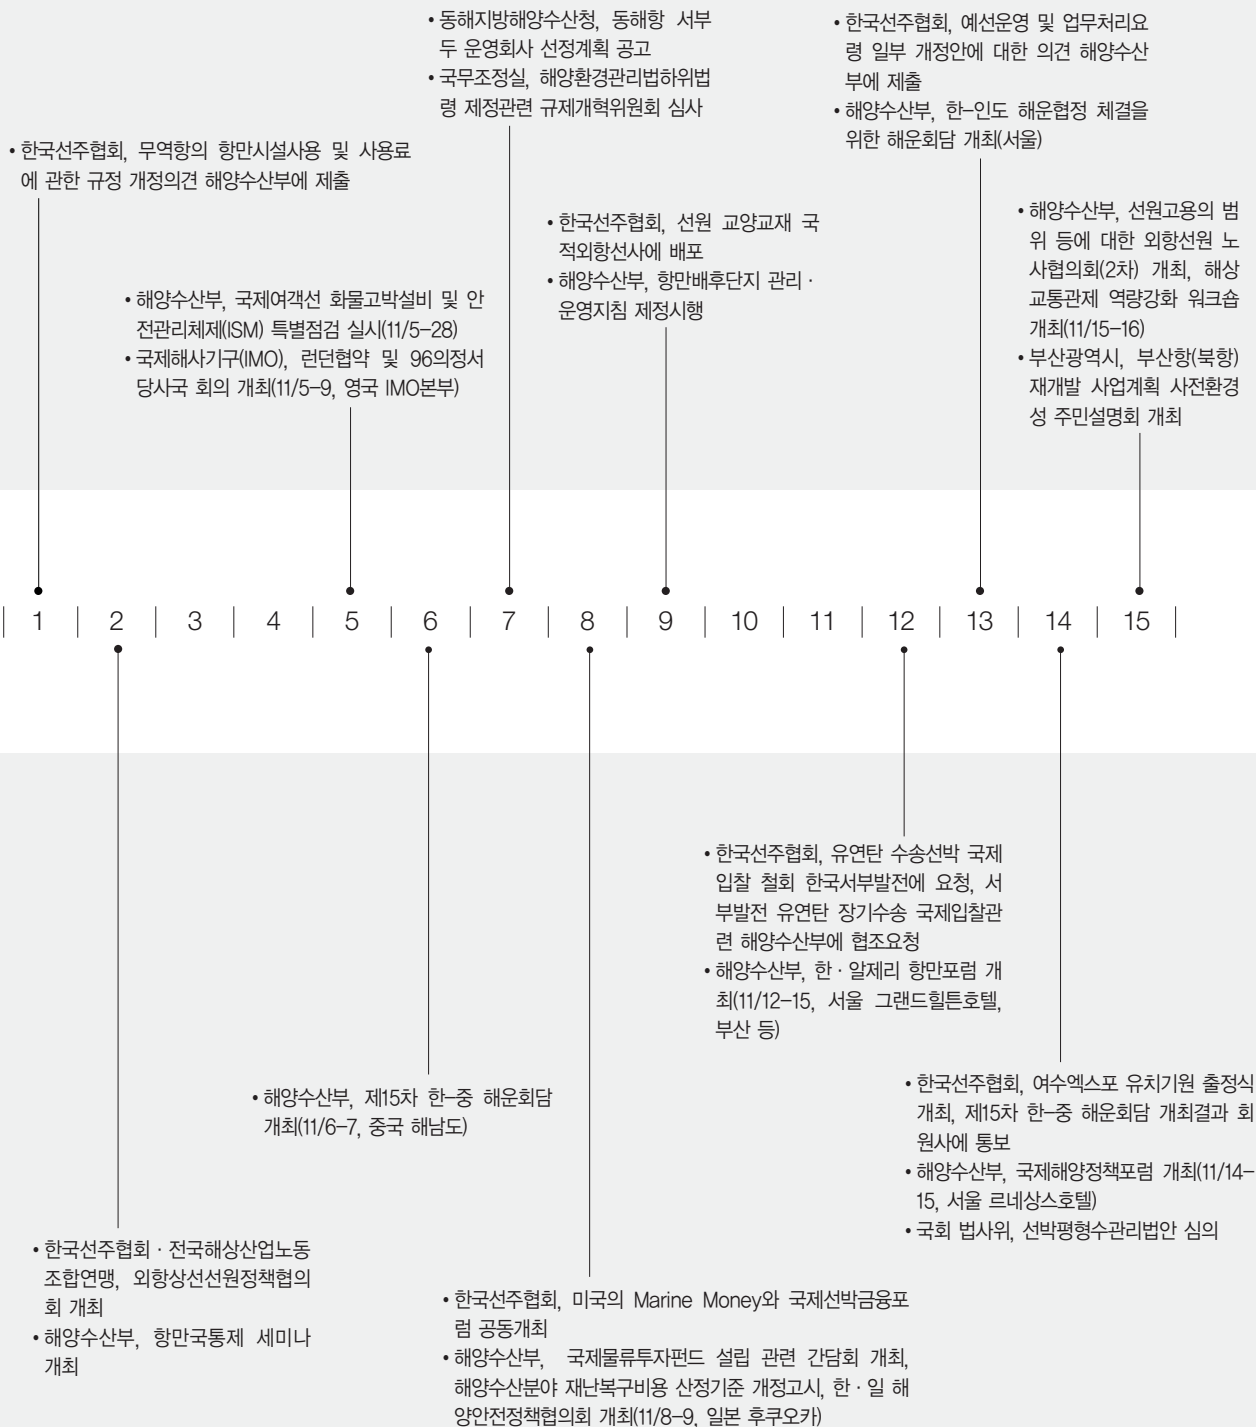 • 동해지방해양수산청, 동해항 서부
두 운영회사 선정계획 공고
• 국무조정실, 해양환경관리법하위법
령 제정관련 규제개혁위원회 심사
• 한국선주협회, 예선운영 및 업무처리요
령 일부 개정안에 대한 의견 해양수산
부에 제출
• 해양수산부, 한-인도 해운협정 체결을
위한 해운회담 개최(서울)
• 한국선주협회, 무역항의 항만시설사용 및 사용료
에 관한 규정 개정의견 해양수산부에 제출
• 한국선주협회, 선원 교양교재 국
적외항선사에 배포
• 해양수산부, 항만배후단지 관리ㆍ
운영지침 제정시행
• 해양수산부, 선원고용의 범
위 등에 대한 외항선원 노
사협의회(2차) 개최, 해상
교통관제 역량강화 워크숍
개최(11/15-16)
• 부산광역시, 부산항(북항)
재개발 사업계획 사전환경
성 주민설명회 개최
• 해양수산부, 국제여객선 화물고박설비 및 안
전관리체제(ISM) 특별점검 실시(11/5-28)
• 국제해사기구(IMO), 런던협약 및 96의정서
당사국 회의 개최(11/5-9, 영국 IMO본부)
1 2 3 4 5 6 7 8 9 10 11 12 13 14 15
• 한국선주협회, 유연탄 수송선박 국제
입찰 철회 한국서부발전에 요청, 서
부발전 유연탄 장기수송 국제입찰관
련 해양수산부에 협조요청
• 해양수산부, 한ㆍ알제리 항만포럼 개
최(11/12-15, 서울 그랜드힐튼호텔,
부산 등)
• 해양수산부, 제15차 한-중 해운회담
개최(11/6-7, 중국 해남도)
• 한국선주협회, 여수엑스포 유치기원 출정식
개최, 제15차 한-중 해운회담 개최결과 회
원사에 통보
• 해양수산부, 국제해양정책포럼 개최(11/14-
15, 서울 르네상스호텔)
• 국회 법사위, 선박평형수관리법안 심의
• 한국선주협회ㆍ전국해상산업노동
조합연맹, 외항상선선원정책협의
회 개최
• 해양수산부, 항만국통제 세미나
개최
• 한국선주협회, 미국의 Marine Money와 국제선박금융포
럼 공동개최
• 해양수산부, 국제물류투자펀드 설립 관련 간담회 개최,
해양수산분야 재난복구비용 산정기준 개정고시, 한ㆍ일 해
양안전정책협의회 개최(11/8-9, 일본 후쿠오카)